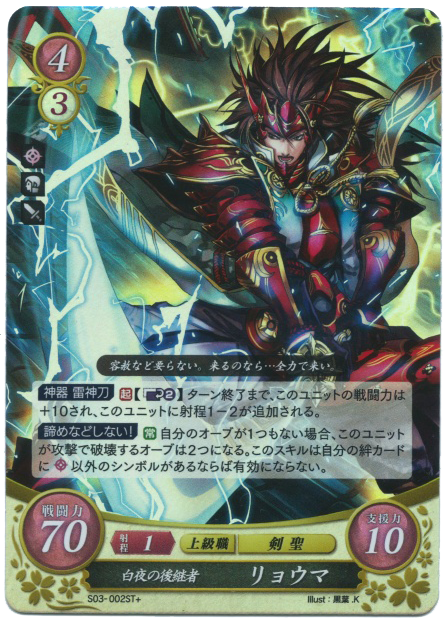 4
3
容赦など要らない。来るのなら…全力で来い。
神器 雷神刀 起【2】ターン終了まで、このユニットの戦闘力は
+10され、このユニットに射程1−2が追加される。
諦めなどしない! 常 自分のオーブが1つもない場合、このユニット
が攻撃で破壊するオーブは2つになる。このスキルは自分の絆カード
に 以外のシンボルがあるならば有効にならない。
戦闘力
70
射程 1
上級職
剣聖
支援力
10
白夜の後継者 リョウマ
S03-002ST+
Illust：黒葉.K